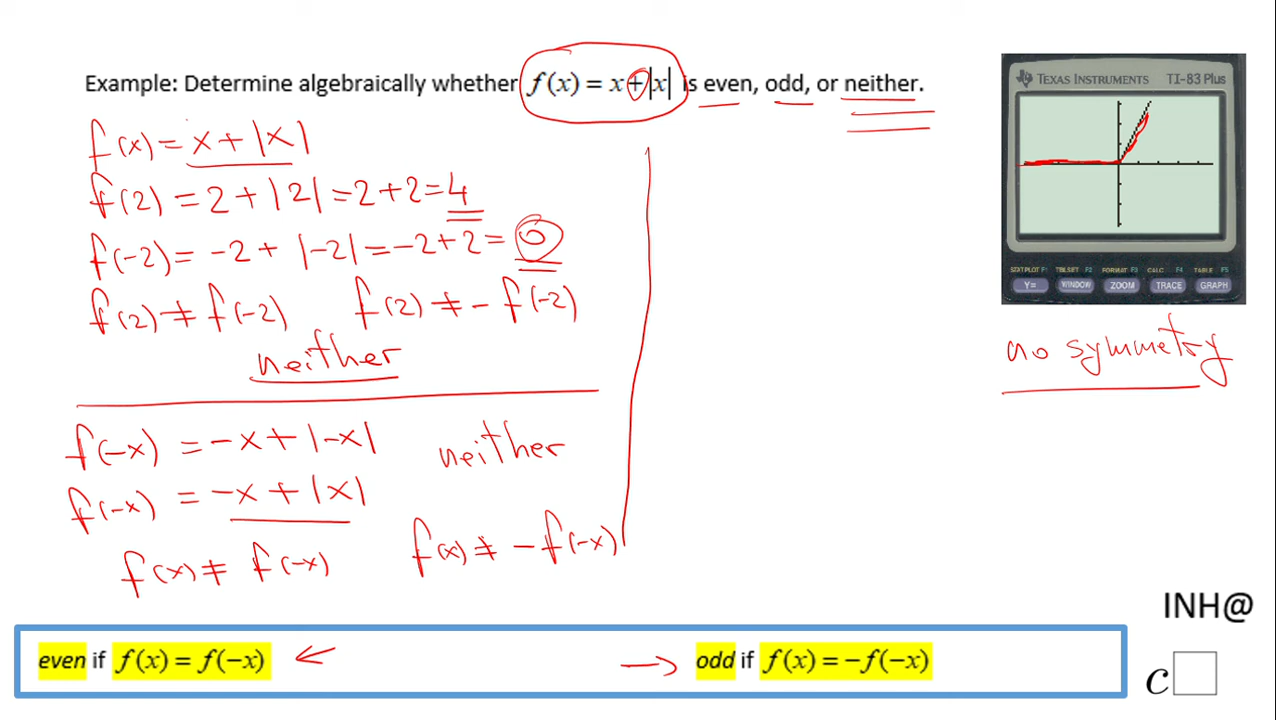 Example: Determine algebraically whether f(x) = x+|x| is even, odd, or neither.
f(x) = x + |x|
f(2) = 2 + |2| = 2 + 2 = 4
f(-2) = -2 + |-2| = -2 + 2 = 0
f(2) ≠ f(-2) f(2) ≠ - f(-2)
neither
f(-x) = -x + |-x| neither
f(-x) = -x + |x|
f(x) ≠ f(-x) f(x) ≠ - f(-x)
TEXAS INSTRUMENTS TI-83 Plus
STAT PLOT F1 TBLSET F2 FORMAT F3 CALC F4 TABLE F5
Y= WINDOW ZOOM TRACE GRAPH
no symmetry
INH@
even if f(x) = f(−x) odd if f(x) = −f(−x)
c